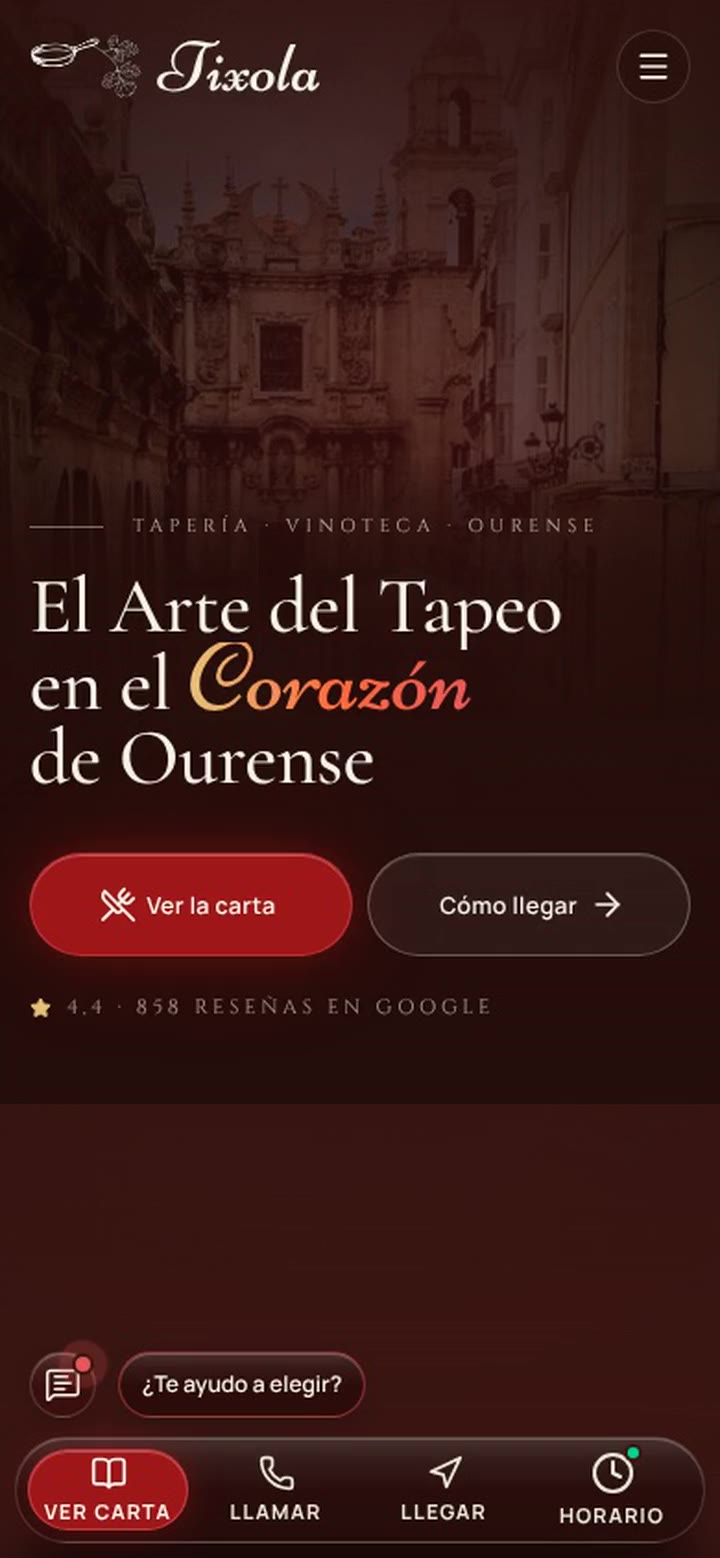 Tixola
TAPERÍA · VINOTECA · OURENSE
El Arte del Tapeo
en el Corazón
de Ourense
Ver la carta
Cómo llegar
4,4 · 858 RESEÑAS EN GOOGLE
¿Te ayudo a elegir?
VER CARTA
LLAMAR
LLEGAR
HORARIO